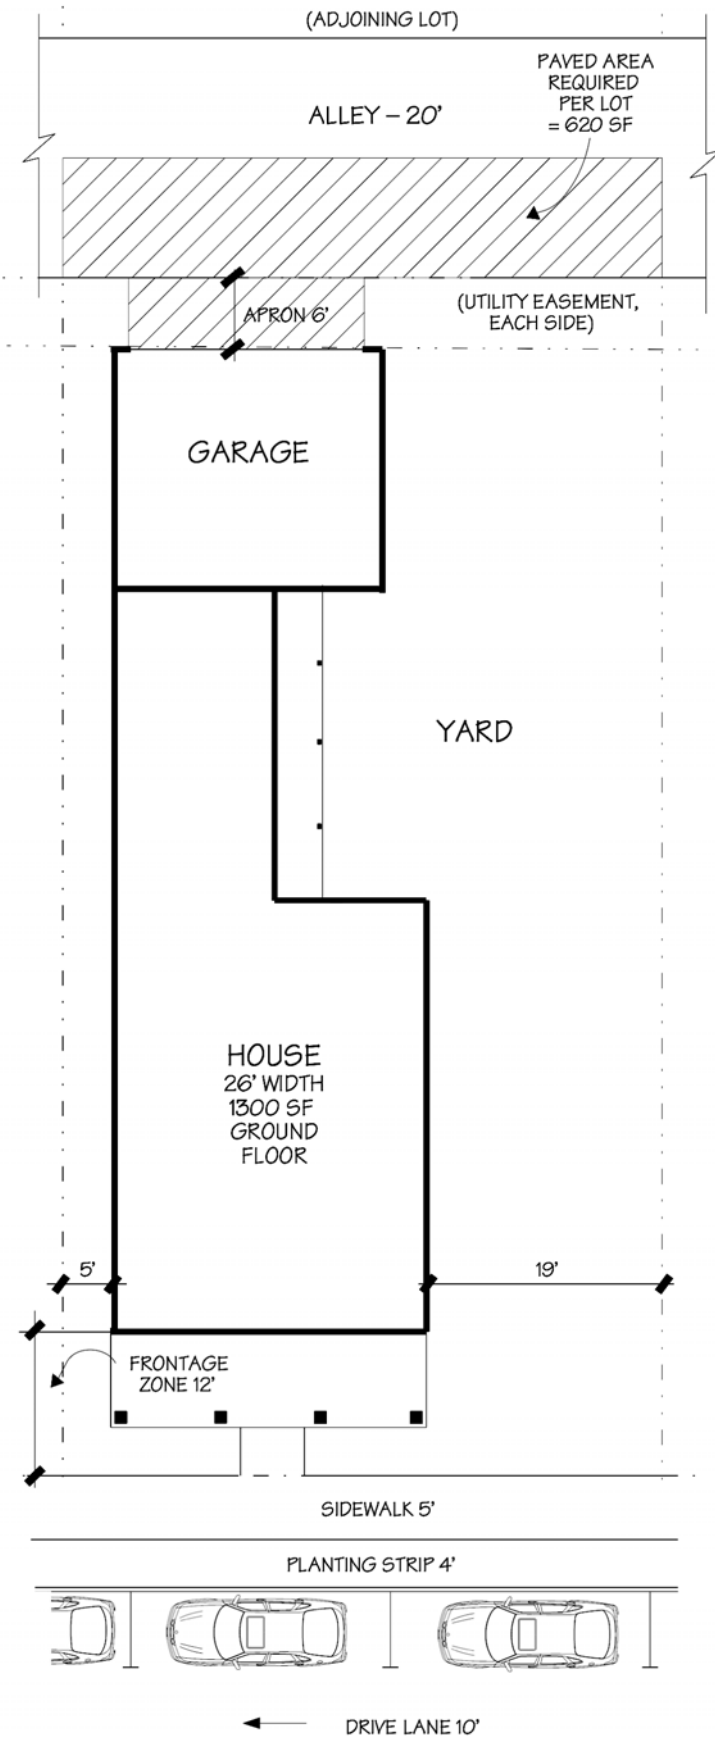 (ADJOINING LOT)
PAVED AREA
REQUIRED
PER LOT
= 620 SF
ALLEY – 20'
APRON 6'
(UTILITY EASEMENT,
EACH SIDE)
GARAGE
YARD
HOUSE
26' WIDTH
1300 SF
GROUND
FLOOR
5'
19'
FRONTAGE
ZONE 12'
SIDEWALK 5'
PLANTING STRIP 4'
DRIVE LANE 10'